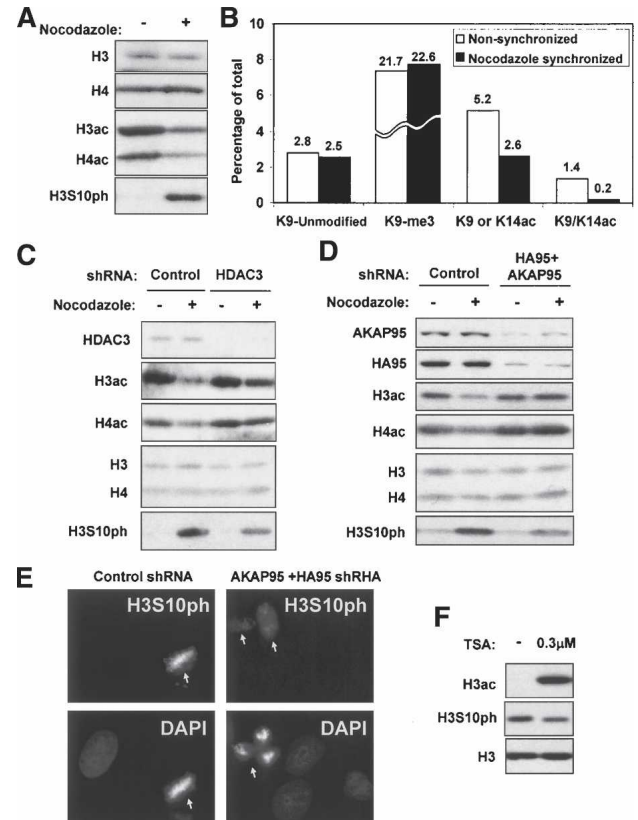 A
Nocodazole: - +
H3
H4
H3ac
H4ac
H3S10ph
B
Percentage of total
10
8
6
4
2
0
Non-synchronized
Nocodazole synchronized
2.8 2.5
21.7 22.6
5.2 2.6
1.4 0.2
K9-Unmodified K9-me3 K9 or K14ac K9/K14ac
C
shRNA: Control HDAC3
Nocodazole: - + - +
HDAC3
H3ac
H4ac
H3
H4
H3S10ph
D
HA95+
shRNA: Control AKAP95
Nocodazole: - + - +
AKAP95
HA95
H3ac
H4ac
H3
H4
H3S10ph
E
Control shRNA AKAP95 +HA95 shRHA
H3S10ph H3S10ph
DAPI DAPI
F
TSA: - 0.3μM
H3ac
H3S10ph
H3